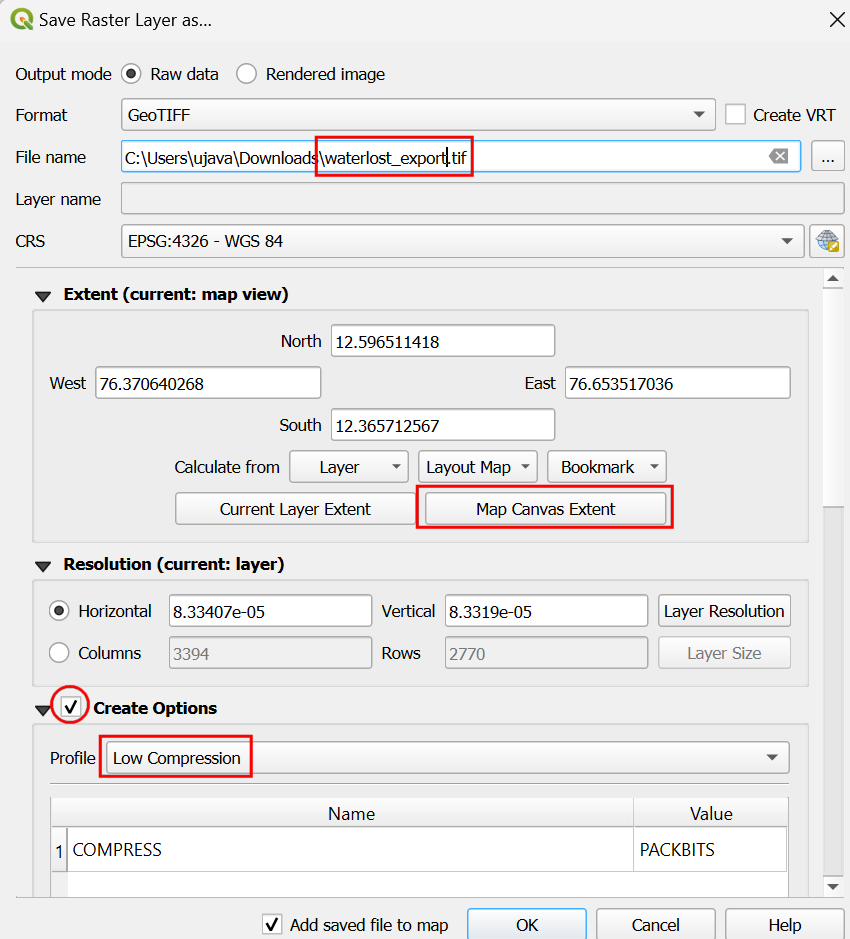 Save Raster Layer as...
Output mode Raw data Rendered image
Format GeoTIFF Create VRT
File name C:\Users\ujava\Downloads\waterlost_export.tif ...
Layer name
CRS EPSG:4326 - WGS 84
Extent (current: map view)
North 12.596511418
West 76.370640268 East 76.653517036
South 12.365712567
Calculate from Layer Layout Map Bookmark
Current Layer Extent Map Canvas Extent
Resolution (current: layer)
Horizontal 8.33407e-05 Vertical 8.3319e-05 Layer Resolution
Columns 3394 Rows 2770 Layer Size
Create Options
Profile Low Compression
Name Value
1 COMPRESS PACKBITS
Add saved file to map OK Cancel Help